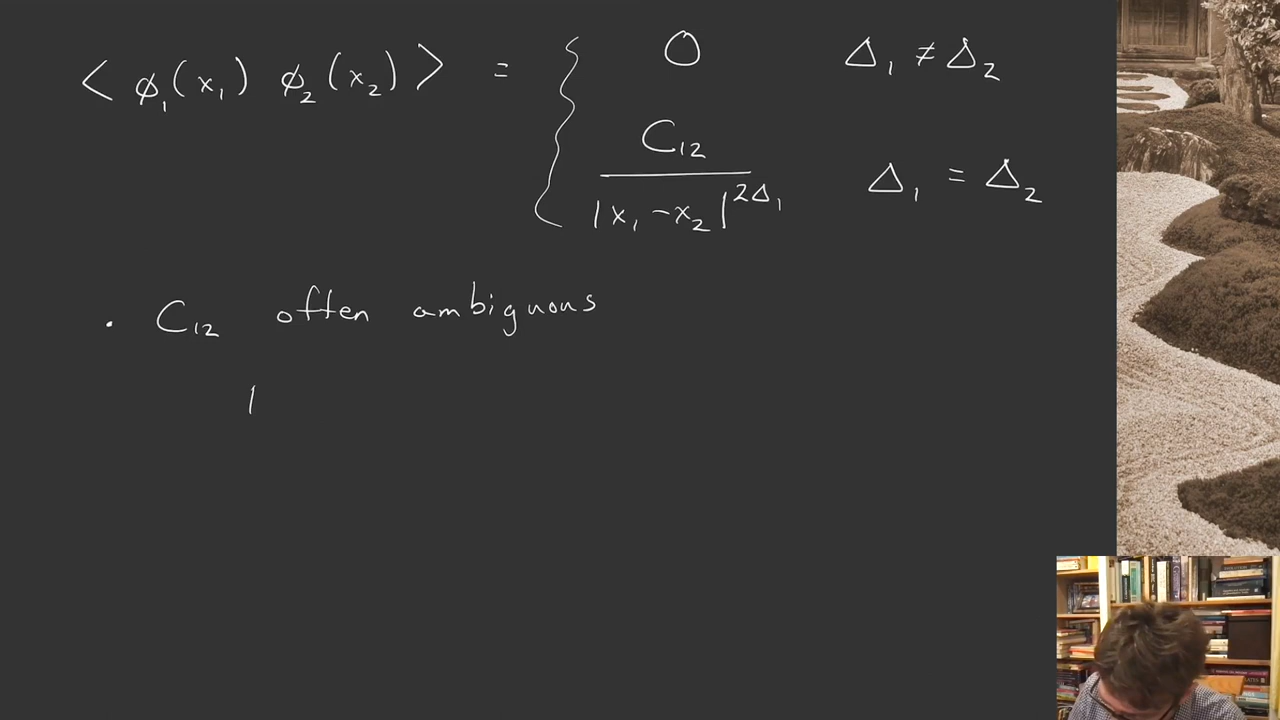 < ϕ₁(x₁) ϕ₂(x₂) > = { 0 Δ₁ ≠ Δ₂
C₁₂ / |x₁ - x₂|^{2Δ₁} Δ₁ = Δ₂
• C₁₂ often ambiguous
|